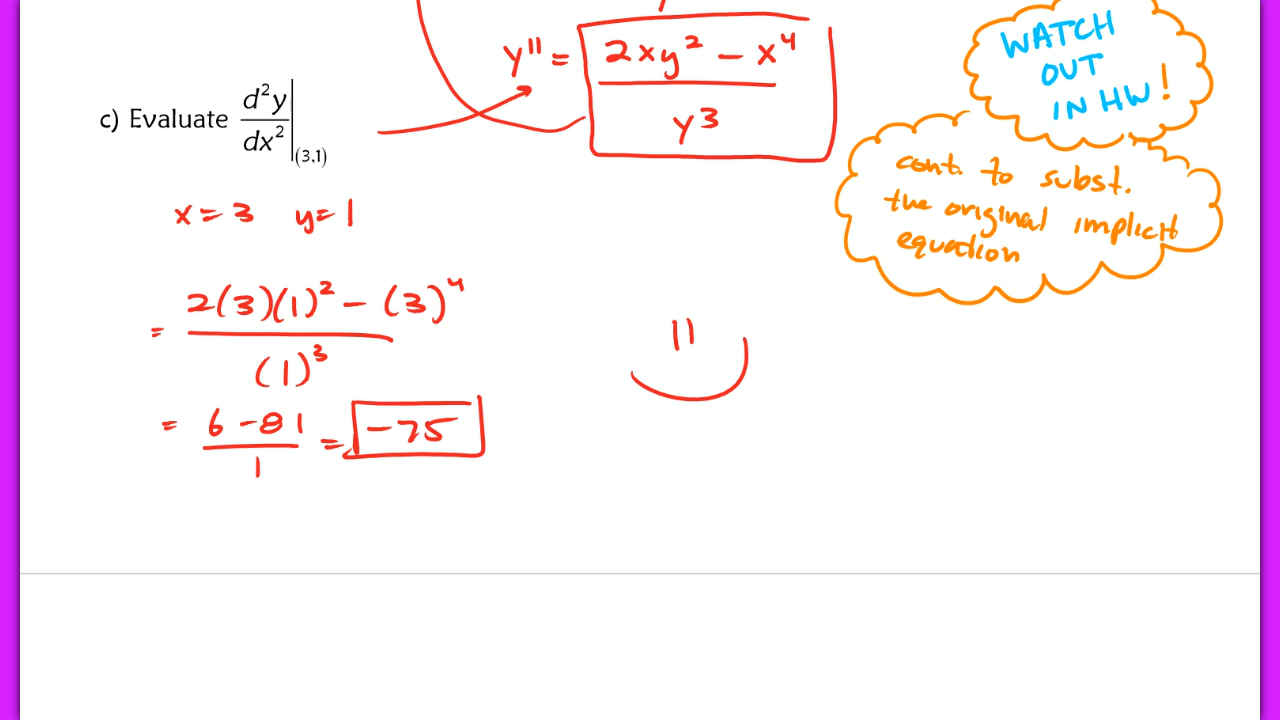 y'' = (2xy² - x⁴) / y³
WATCH
OUT
IN HW!
c) Evaluate d²y/dx² |(3,1)
cont. to subst.
the original implicit
equation
x = 3   y = 1
= (2(3)(1)² - (3)⁴) / (1)³
= (6 - 81) / 1 = -75